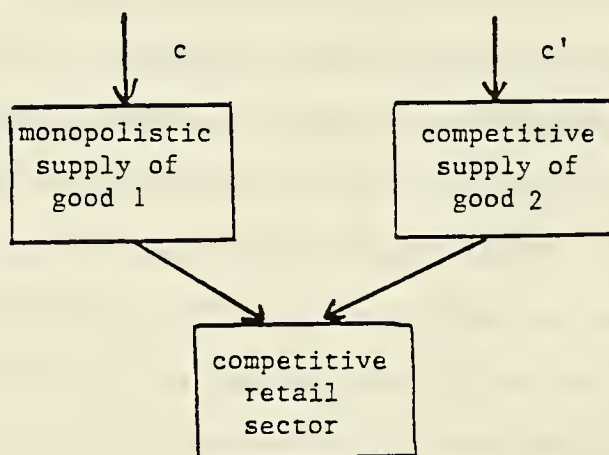 c
c'
monopolistic
supply of
good 1
competitive
supply of
good 2
competitive
retail
sector